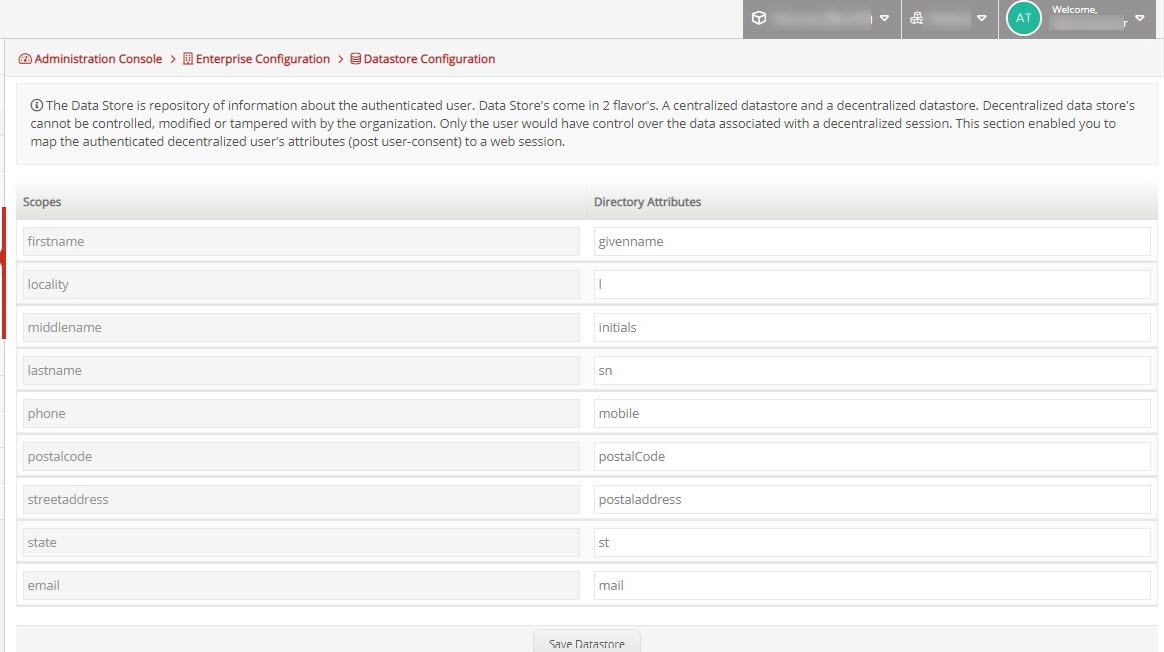 Welcome,
AT
Administration Console > Enterprise Configuration > Datastore Configuration
The Data Store is repository of information about the authenticated user. Data Store's come in 2 flavor's. A centralized datastore and a decentralized datastore. Decentralized data store's
cannot be controlled, modified or tampered with by the organization. Only the user would have control over the data associated with a decentralized session. This section enabled you to
map the authenticated decentralized user's attributes (post user-consent) to a web session.
Scopes Directory Attributes
firstname givenname
locality l
middlename initials
lastname sn
phone mobile
postalcode postalCode
streetaddress postaladdress
state st
email mail
Save Datastore